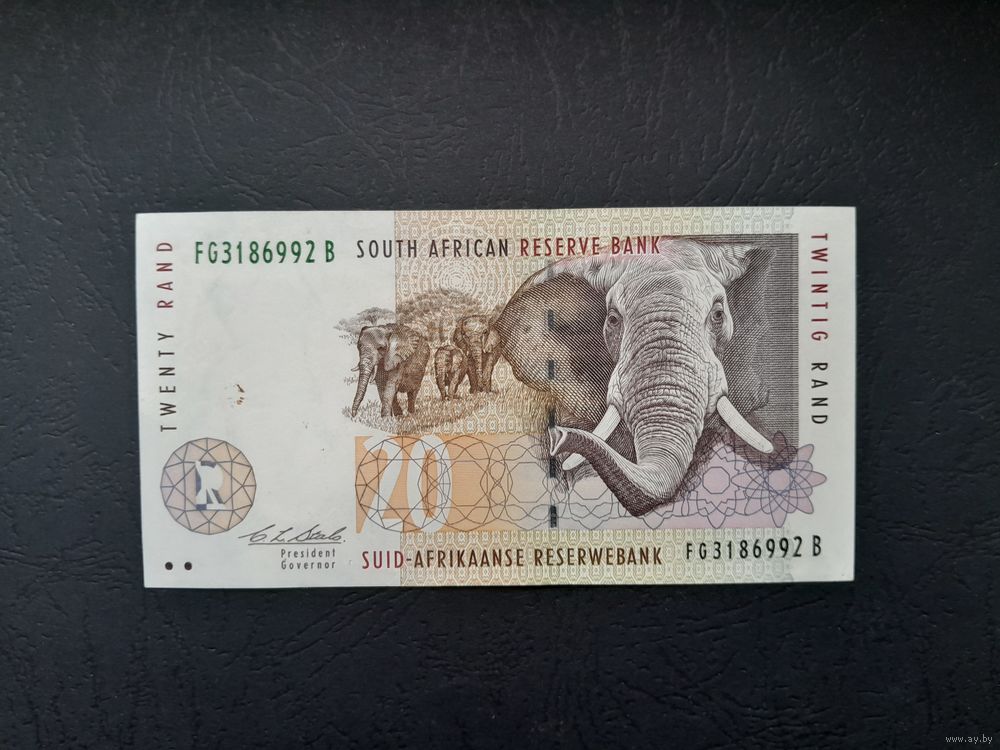 TWENTY RAND
FG3186992 B
SOUTH AFRICAN RESERVE BANK
TWINTIG RAND
R
20
President
Governor
SUID-AFRIKAANSE RESERWEBANK
FG3186992 B
www.ay.by